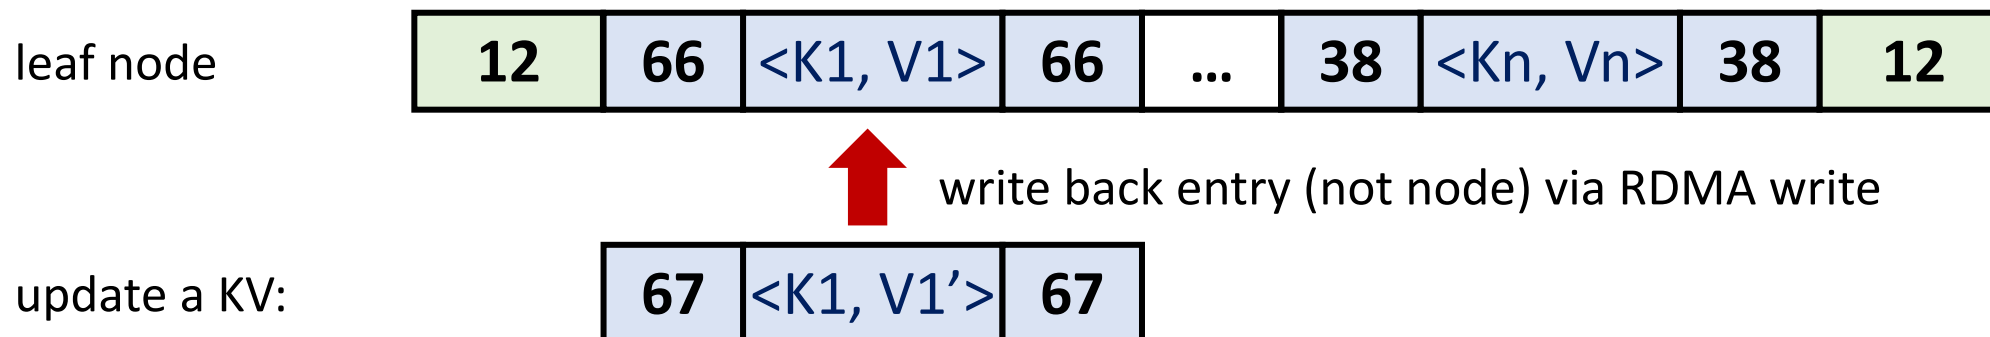 leaf node 12 66 <K1, V1> 66 ... 38 <Kn, Vn> 38 12
write back entry (not node) via RDMA write
update a KV: 67 <K1, V1’> 67